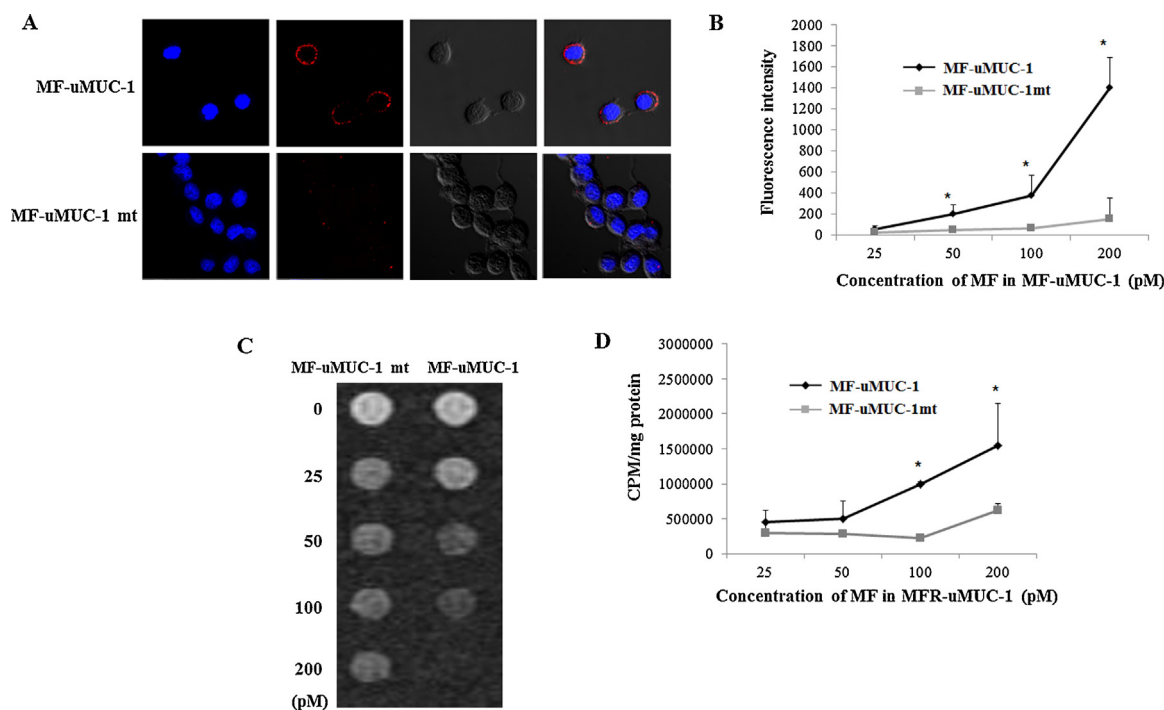 A
MF-uMUC-1
MF-uMUC-1 mt
B
2000
1800
1600
1400
1200
1000
800
600
400
200
0
Fluorescence intensity
* * * 
MF-uMUC-1
MF-uMUC-1mt
25 50 100 200
Concentration of MF in MF-uMUC-1 (pM)
C
MF-uMUC-1 mt MF-uMUC-1
0
25
50
100
200
(pM)
D
3000000
2500000
2000000
1500000
1000000
500000
0
CPM/mg protein
MF-uMUC-1
MF-uMUC-1mt
* *
25 50 100 200
Concentration of MF in MFR-uMUC-1 (pM)